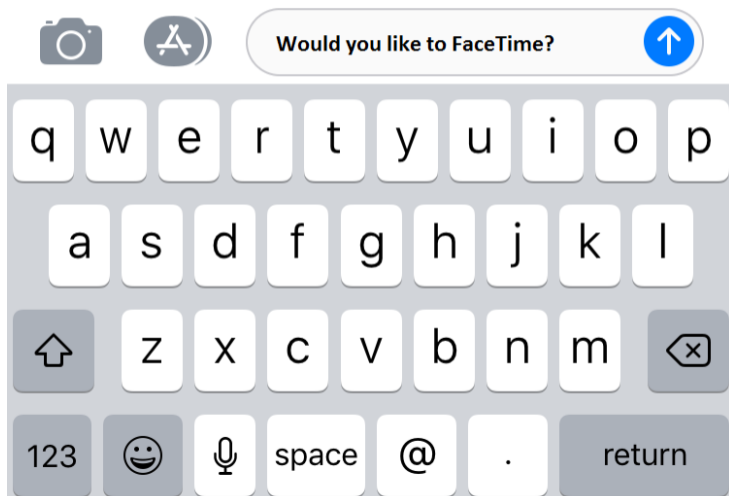 Would you like to FaceTime?
q w e r t y u i o p
a s d f g h j k l
z x c v b n m
123 space @ . return